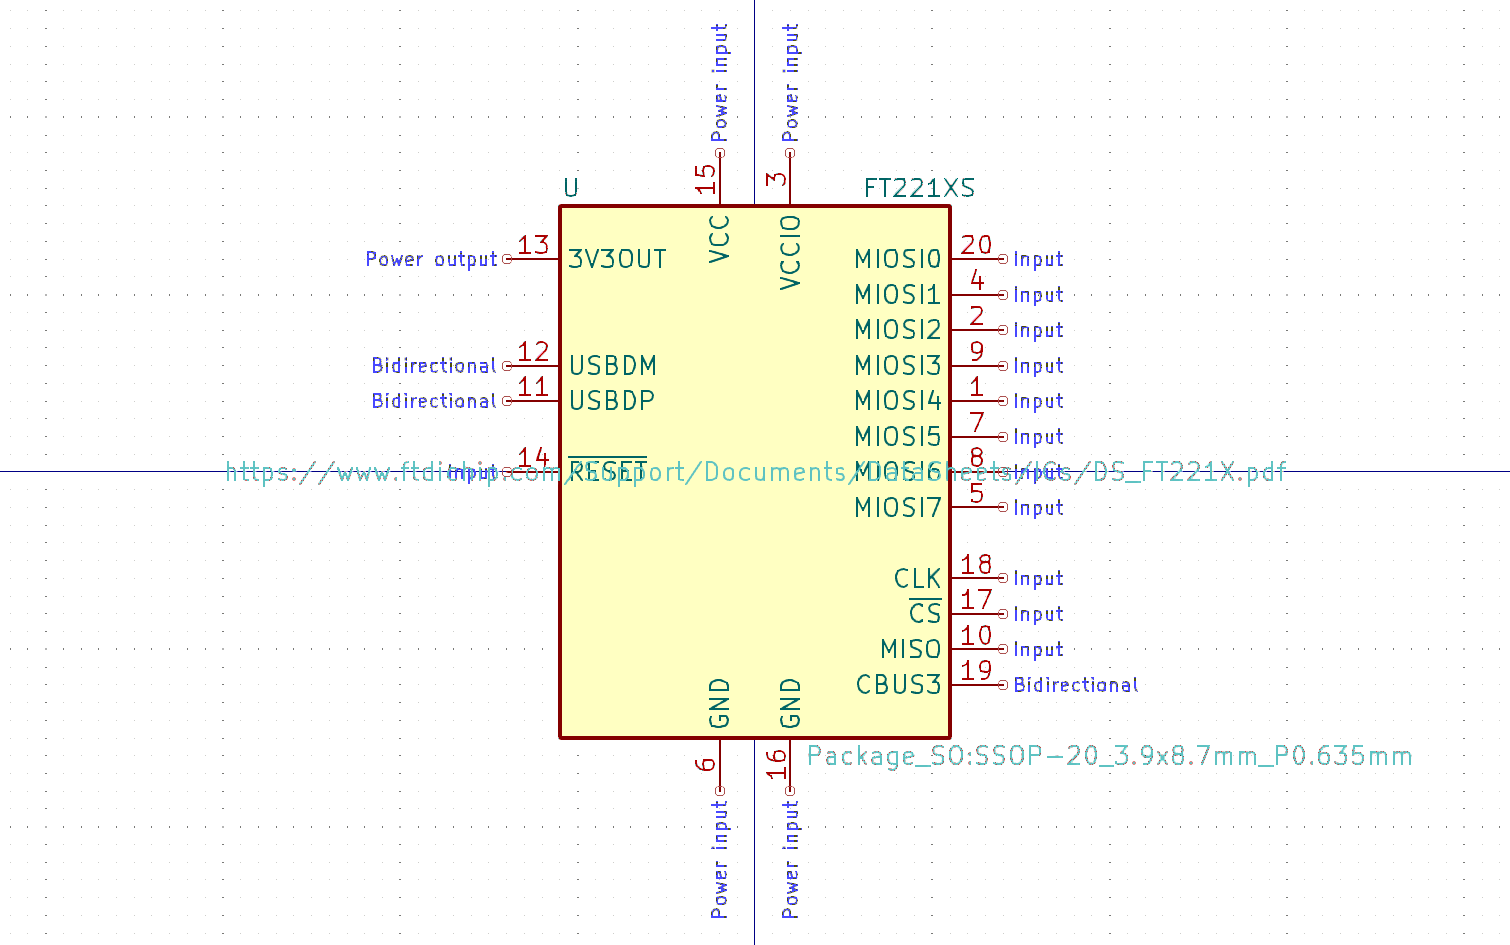 Power input
Power input
15
3
U
FT221XS
VCC
VCCIO
Power output
13
3V3OUT
MIOSI0
20
Input
MIOSI1
4
Input
MIOSI2
2
Input
Bidirectional
12
USBDM
MIOSI3
9
Input
Bidirectional
11
USBDP
MIOSI4
1
Input
MIOSI5
7
Input
Input
14
RESET
MIOSI6
8
Input
https://www.ftdichip.com/Support/Documents/DataSheets/ICs/DS_FT221X.pdf
MIOSI7
5
Input
CLK
18
Input
CS
17
Input
MISO
10
Input
CBUS3
19
Bidirectional
GND
GND
6
16
Package_SO:SSOP-20_3.9x8.7mm_P0.635mm
Power input
Power input